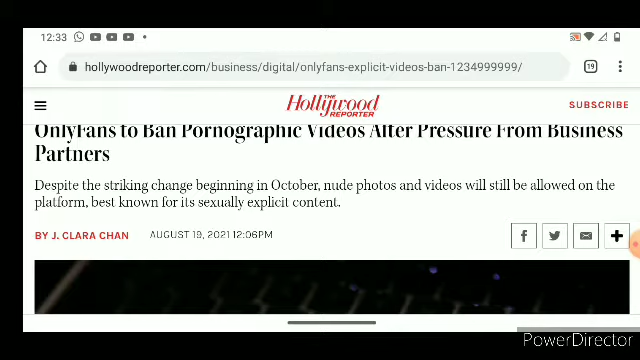 12:33
19
hollywoodreporter.com/business/digital/onlyfans-explicit-videos-ban-1234999999/
THE
Hollywood
REPORTER
SUBSCRIBE
OnlyFans to Ban Pornographic Videos After Pressure From Business
Partners
Despite the striking change beginning in October, nude photos and videos will still be allowed on the
platform, best known for its sexually explicit content.
BY J. CLARA CHAN AUGUST 19, 2021 12:06PM
PowerDirector